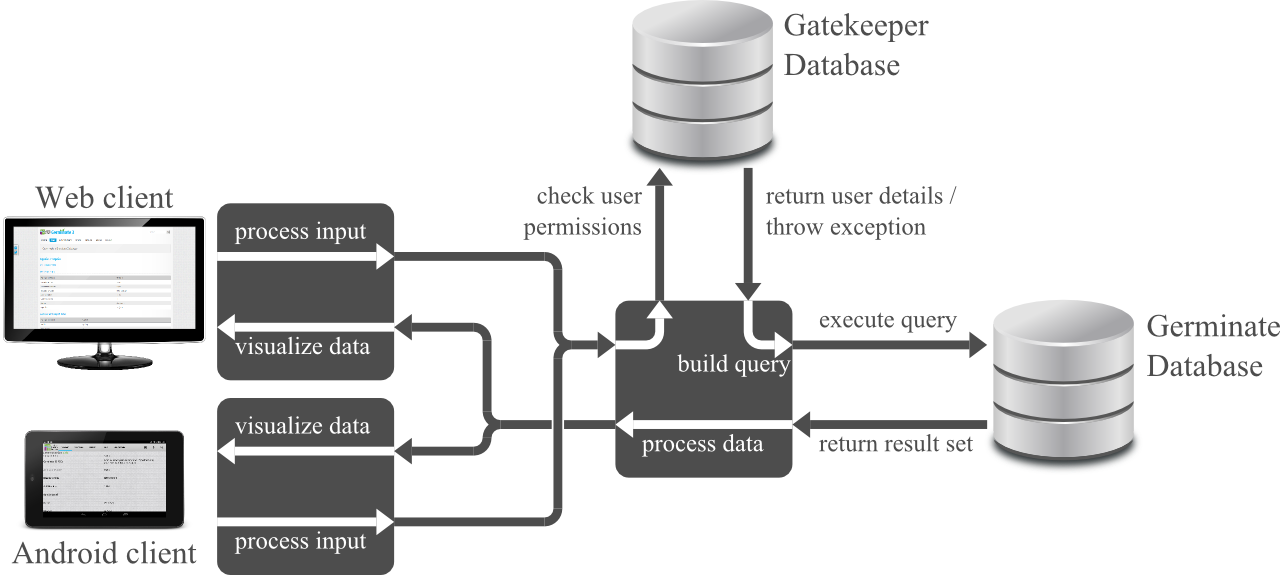 Gatekeeper
Database
Web client
process input
visualize data
check user
permissions
return user details /
throw exception
build query
execute query
Germinate
Database
visualize data
process input
process data
return result set
Android client